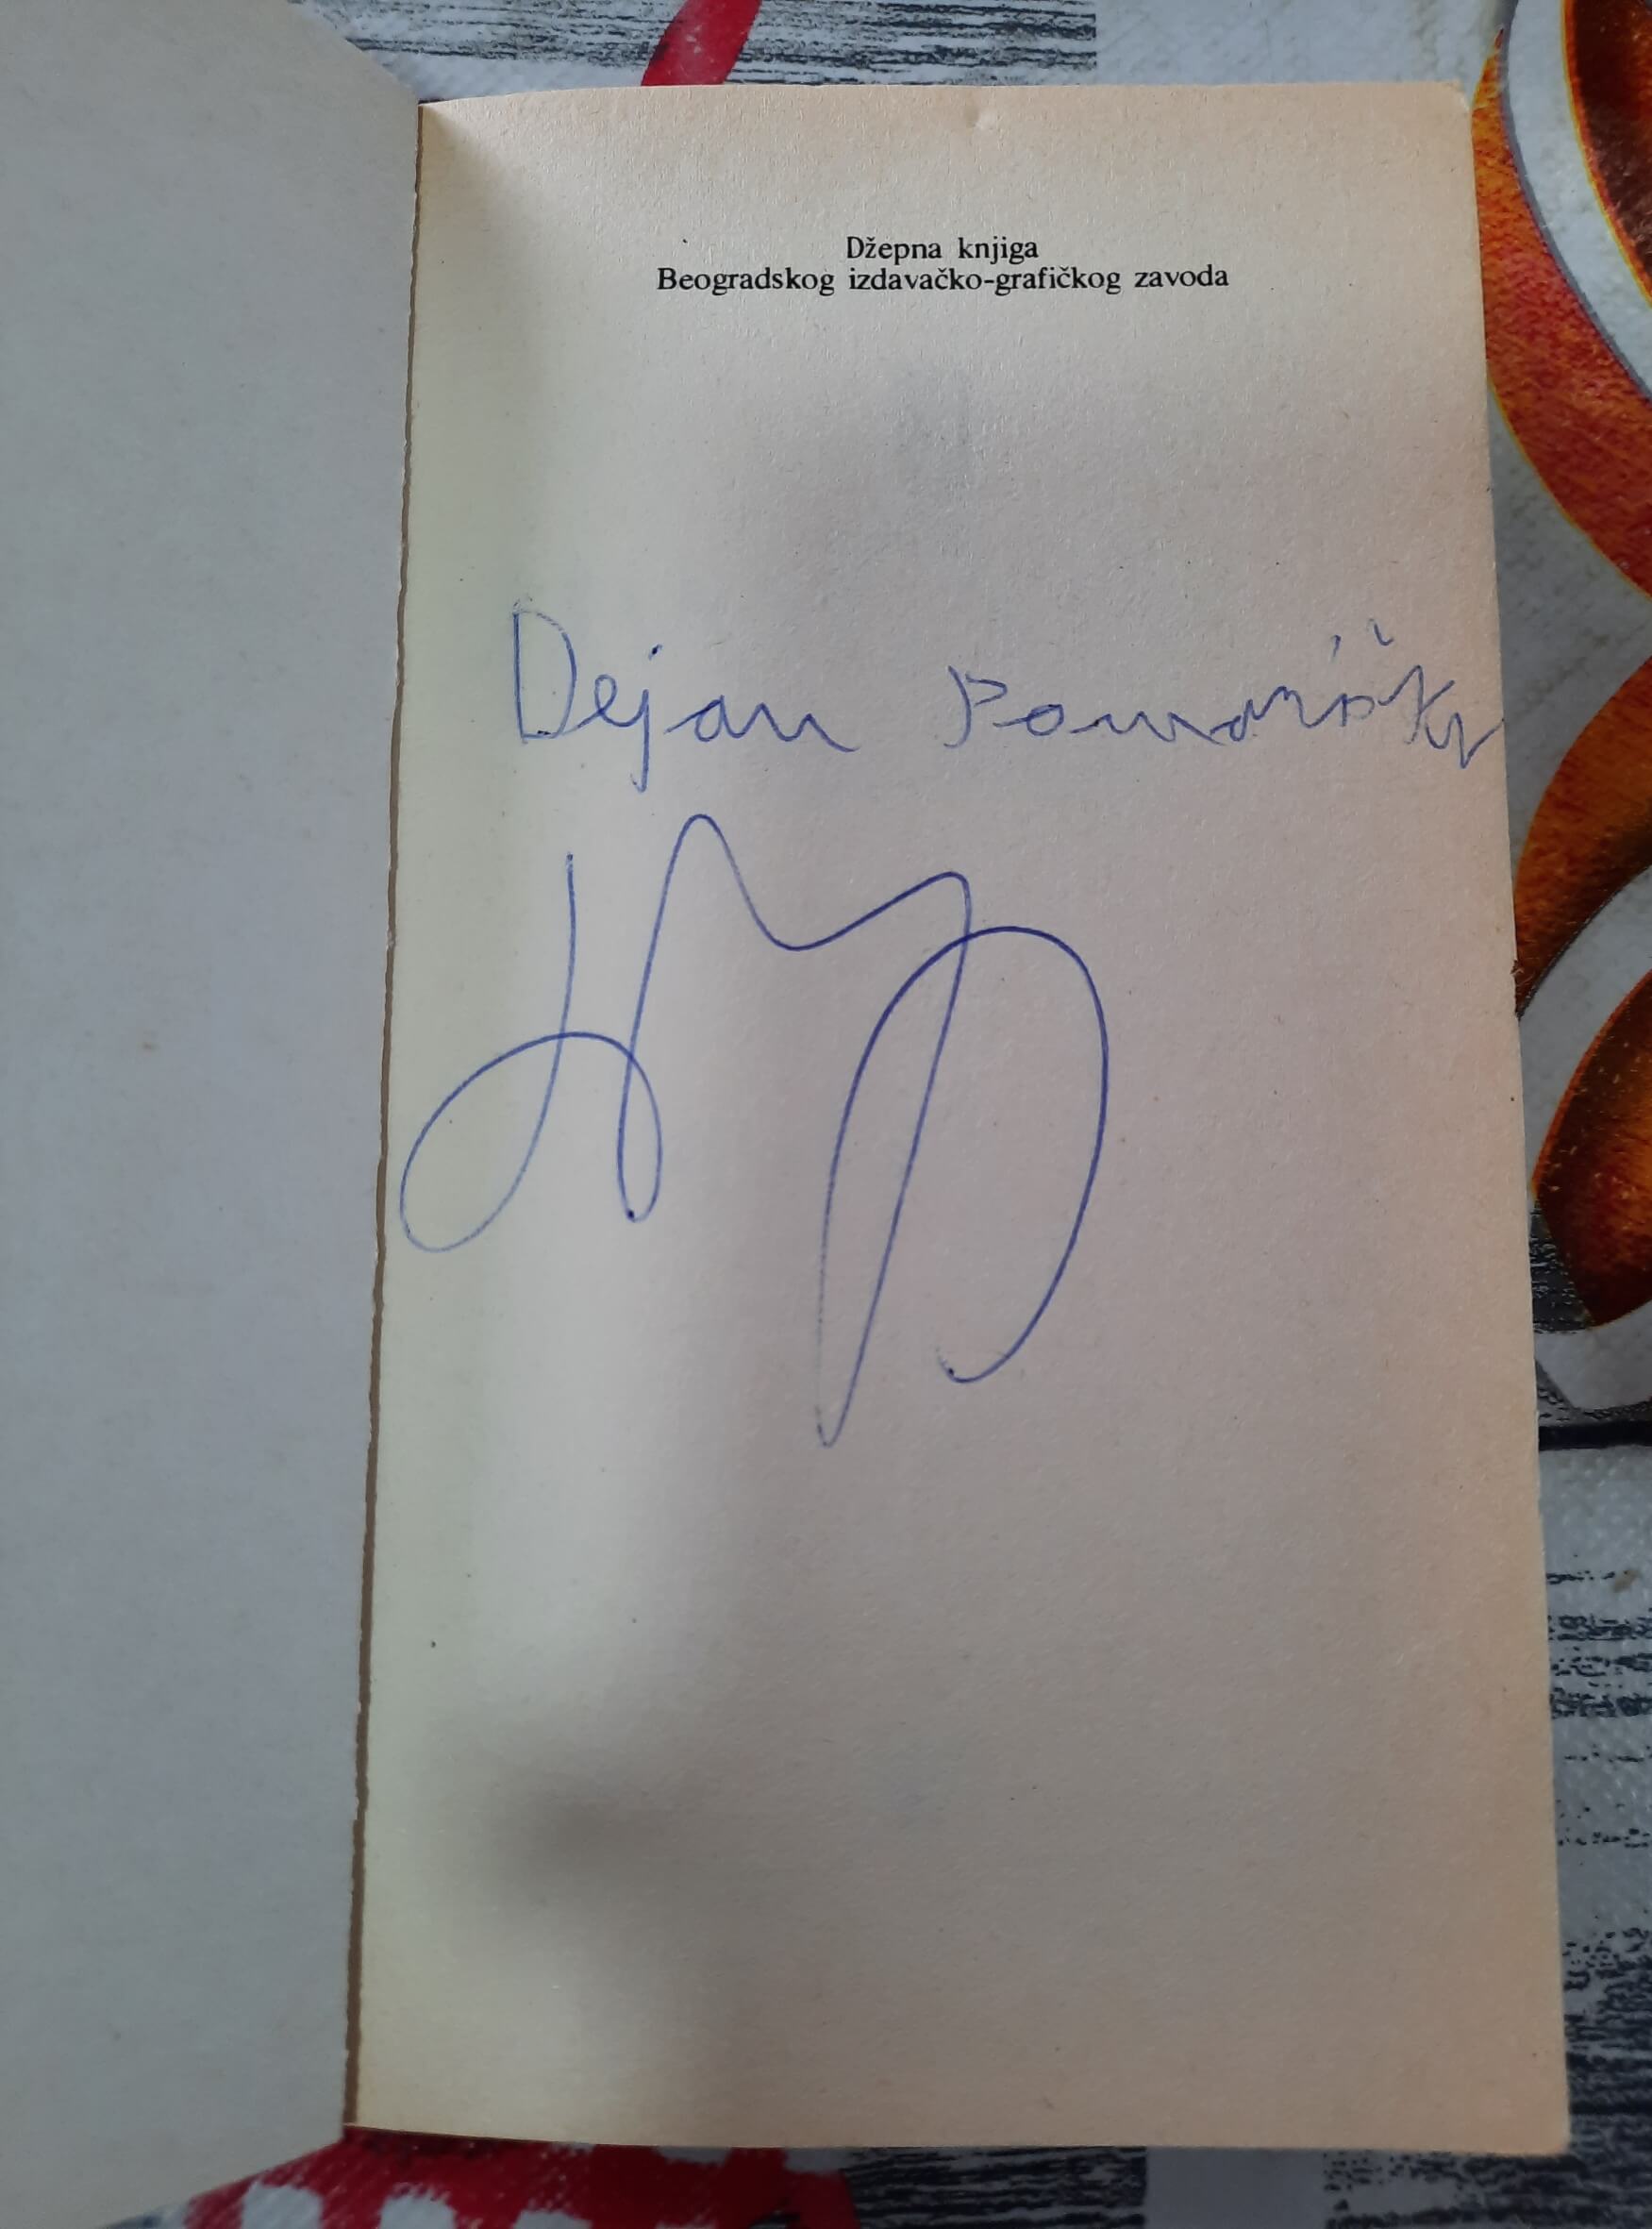 Džepna knjiga
Beogradskog izdavačko-grafičkog zavoda
Dejan